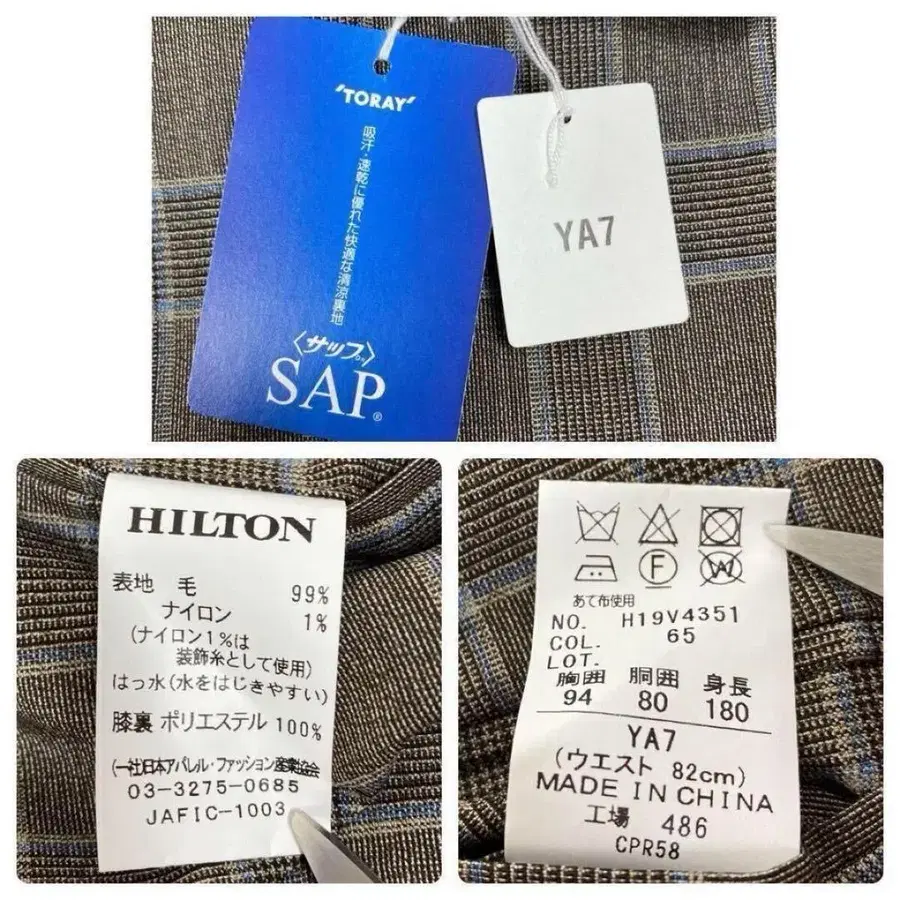 "TORAY"
吸汗・速乾に優れた快適な清涼裏地
〈サップ〉
SAP®
YA7
HILTON
表地 毛 99%
ナイロン 1%
(ナイロン1%は
装飾糸として使用)
はっ水(水をはじきやすい)
膝裏 ポリエステル 100%
(一社)日本アパレル・ファッション産業協会
03-3275-0685
JAFIC-1003
F
W
あて布使用
NO. H19V4351
COL. 65
LOT.
胸囲 胴囲 身長
94 80 180
YA7
(ウエスト 82cm)
MADE IN CHINA
工場 486
CPR58